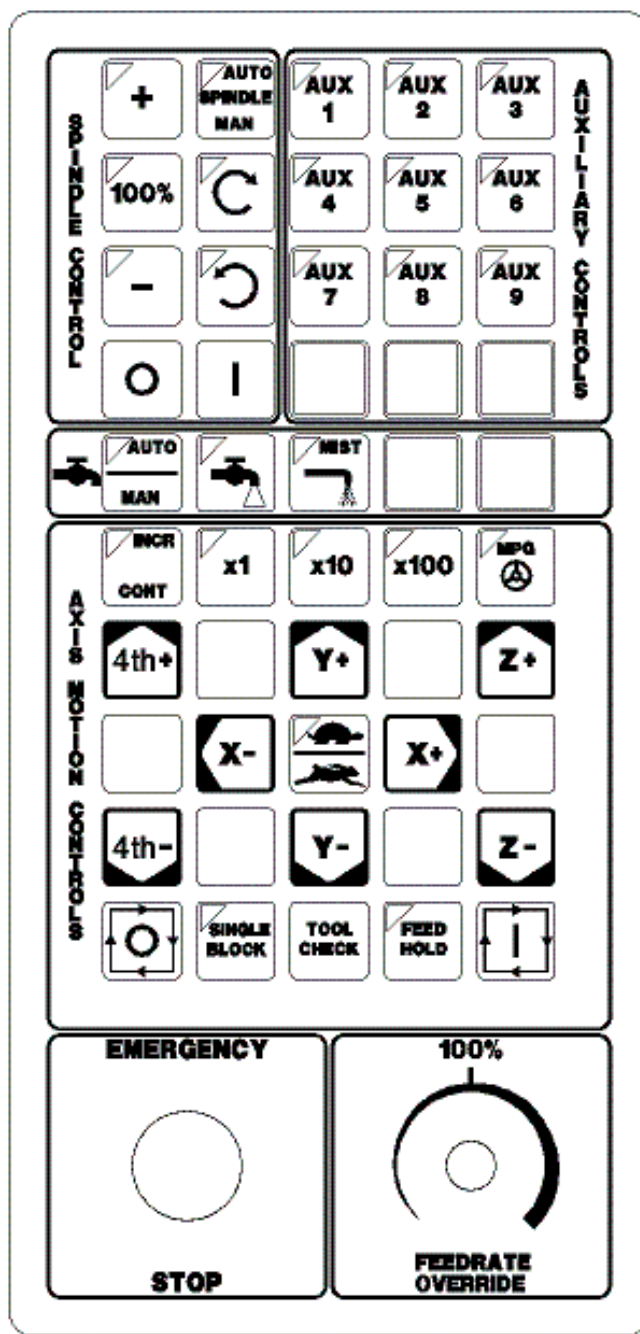 SPINDLE CONTROL
+
AUTO
SPINDLE
MAN
100%
-
O
I
AUX
1
AUX
2
AUX
3
AUX
4
AUX
5
AUX
6
AUX
7
AUX
8
AUX
9
AUXILIARY CONTROLS
AUTO
MAN
MIST
AXIS MOTION CONTROLS
INCR
CONT
x1
x10
x100
MPG
4th+
Y+
Z+
X-
X+
4th-
Y-
Z-
O
SINGLE
BLOCK
TOOL
CHECK
FEED
HOLD
I
EMERGENCY
STOP
100%
FEEDRATE
OVERRIDE